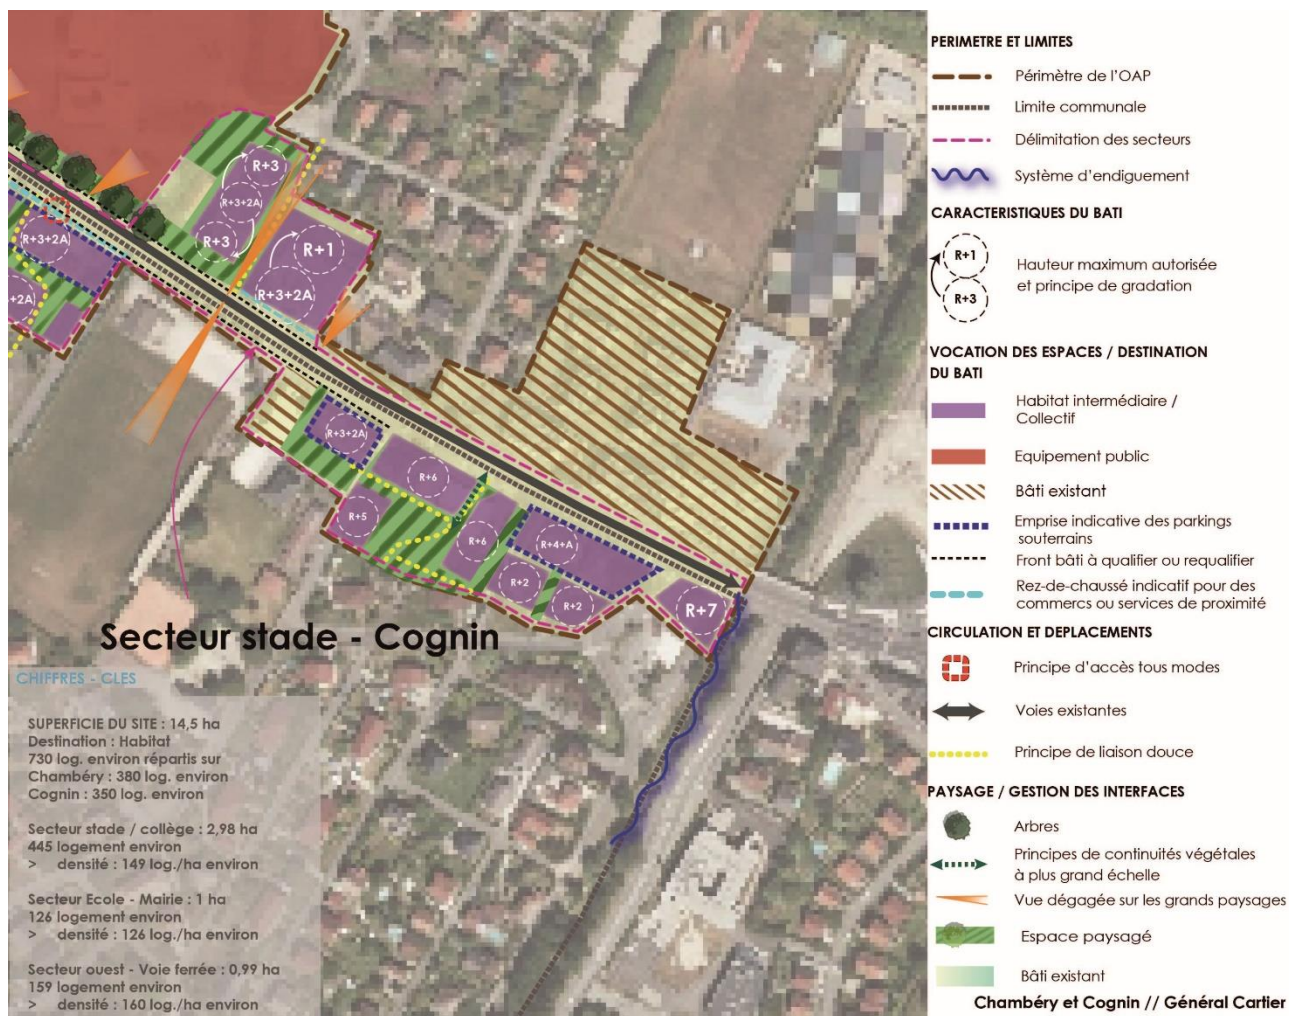 R+3
R+3+2A
R+3
R+1
R+3+2A
R+3+2A
+2A
R+3+2A
R+6
R+5
R+6
R+4+A
R+2
R+2
R+7
Secteur stade - Cognin
CHIFFRES - CLES
SUPERFICIE DU SITE : 14,5 ha
Destination : Habitat
730 log. environ répartis sur
Chambéry : 380 log. environ
Cognin : 350 log. environ
Secteur stade / collège : 2,98 ha
445 logement environ
> densité : 149 log./ha environ
Secteur Ecole - Mairie : 1 ha
126 logement environ
> densité : 126 log./ha environ
Secteur ouest - Voie ferrée : 0,99 ha
159 logement environ
> densité : 160 log./ha environ
PERIMETRE ET LIMITES
Périmètre de l'OAP
Limite communale
Délimitation des secteurs
Système d'endiguement
CARACTERISTIQUES DU BATI
R+1
R+3
Hauteur maximum autorisée
et principe de gradation
VOCATION DES ESPACES / DESTINATION
DU BATI
Habitat intermédiaire /
Collectif
Equipement public
Bâti existant
Emprise indicative des parkings
souterrains
Front bâti à qualifier ou requalifier
Rez-de-chaussé indicatif pour des
commercs ou services de proximité
CIRCULATION ET DEPLACEMENTS
Principe d'accès tous modes
Voies existantes
Principe de liaison douce
PAYSAGE / GESTION DES INTERFACES
Arbres
Principes de continuités végétales
à plus grand échelle
Vue dégagée sur les grands paysages
Espace paysagé
Bâti existant
Chambéry et Cognin // Général Cartier